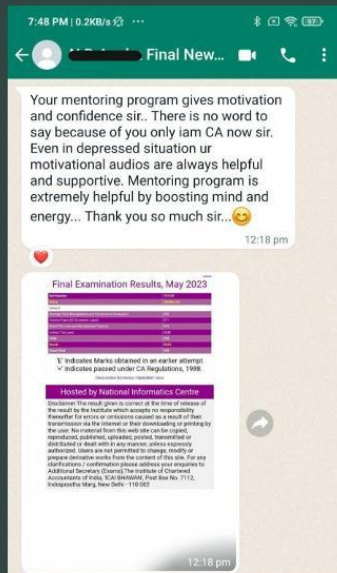 7:48 PM | 0.2KB/s
97
Final New...
Your mentoring program gives motivation
and confidence sir.. There is no word to
say because of you only iam CA now sir.
Even in depressed situation ur
motivational audios are always helpful
and supportive. Mentoring program is
extremely helpful by boosting mind and
energy... Thank you so much sir...😊
12:18 pm
Final Examination Results, May 2023
'E' Indicates Marks obtained in an earlier attempt
indicates passed under CA Regulations, 1988.
Hosted by National Informatics Centre
Disclaimer:The result given is correct at the time of release of
the result by the Institute which accepts no responsibility
thereafter for errors or omissions caused as a result of their
transmission via the internet or their downloading or printing by
the user. No material from this web site can be copied,
reproduced, published, uploaded, posted, transmitted or
distributed or dealt with in any manner, unless expressly
authorized. Users are not permitted to change, modify or
prepare derivative works from the content of this site. For any
clarifications / confirmation please address your enquiries to
Additional Secretary (Exams),The Institute of Chartered
Accountants of India, 'ICAI BHAWAN', Post Box No. 7112,
Indraprastha Marg, New Delhi - 110 002
12:18 pm